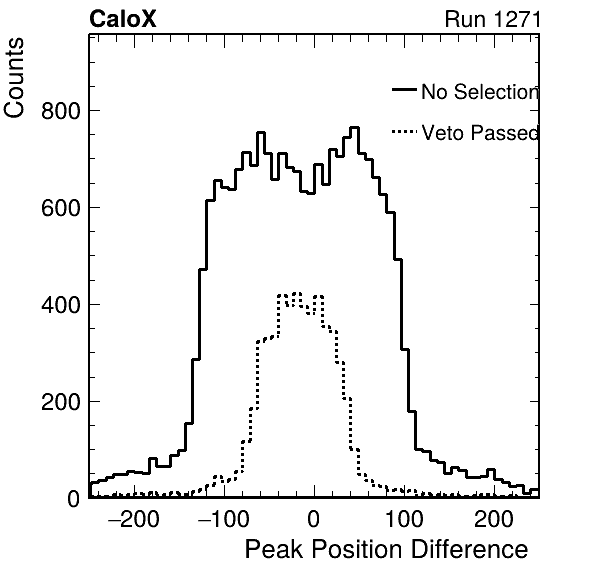 CaloX Run 1271
Counts
No Selection
Veto Passed
800
600
400
200
0
−200 −100 0 100 200
Peak Position Difference